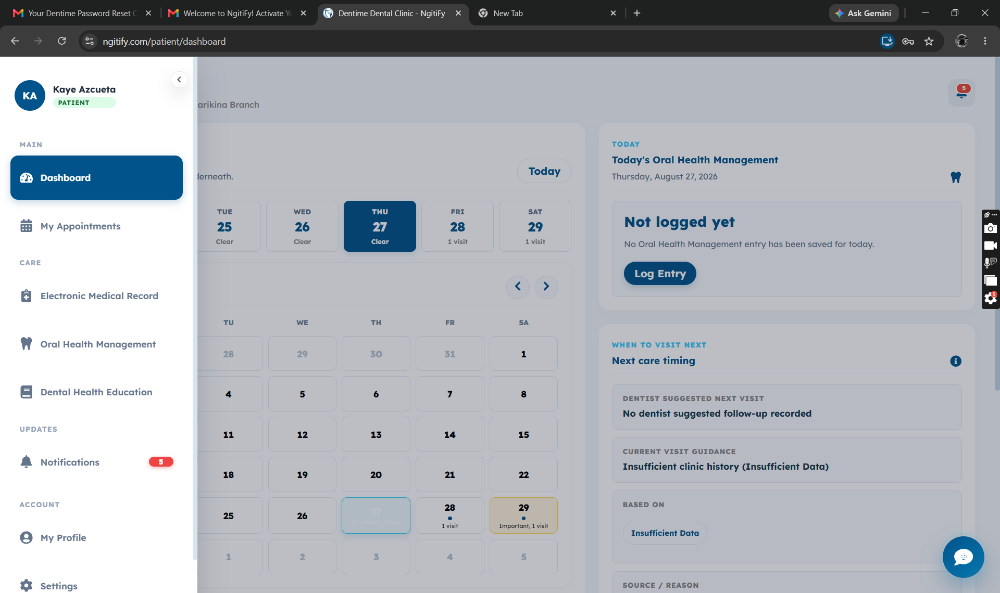 Your Dentime Password Reset C
Welcome to NgitiFy! Activate Yo
Dentime Dental Clinic - NgitiFy
New Tab
Ask Gemini
ngitify.com/patient/dashboard
KA
Kaye Azcueta
PATIENT
MAIN
Dashboard
My Appointments
CARE
Electronic Medical Record
Oral Health Management
Dental Health Education
UPDATES
Notifications
5
ACCOUNT
My Profile
Settings
arikina Branch
5
derneath.
Today
TUE
25
Clear
WED
26
Clear
THU
27
Clear
FRI
28
1 visit
SAT
29
1 visit
TU WE TH FR SA
28 29 30 31 1
4 5 6 7 8
11 12 13 14 15
18 19 20 21 22
25 26 27 28 29
1 visit
Important, 1 visit
1 2 3 4 5
TODAY
Today's Oral Health Management
Thursday, August 27, 2026
Not logged yet
No Oral Health Management entry has been saved for today.
Log Entry
WHEN TO VISIT NEXT
Next care timing
DENTIST SUGGESTED NEXT VISIT
No dentist suggested follow-up recorded
CURRENT VISIT GUIDANCE
Insufficient clinic history (Insufficient Data)
BASED ON
Insufficient Data
SOURCE / REASON
5